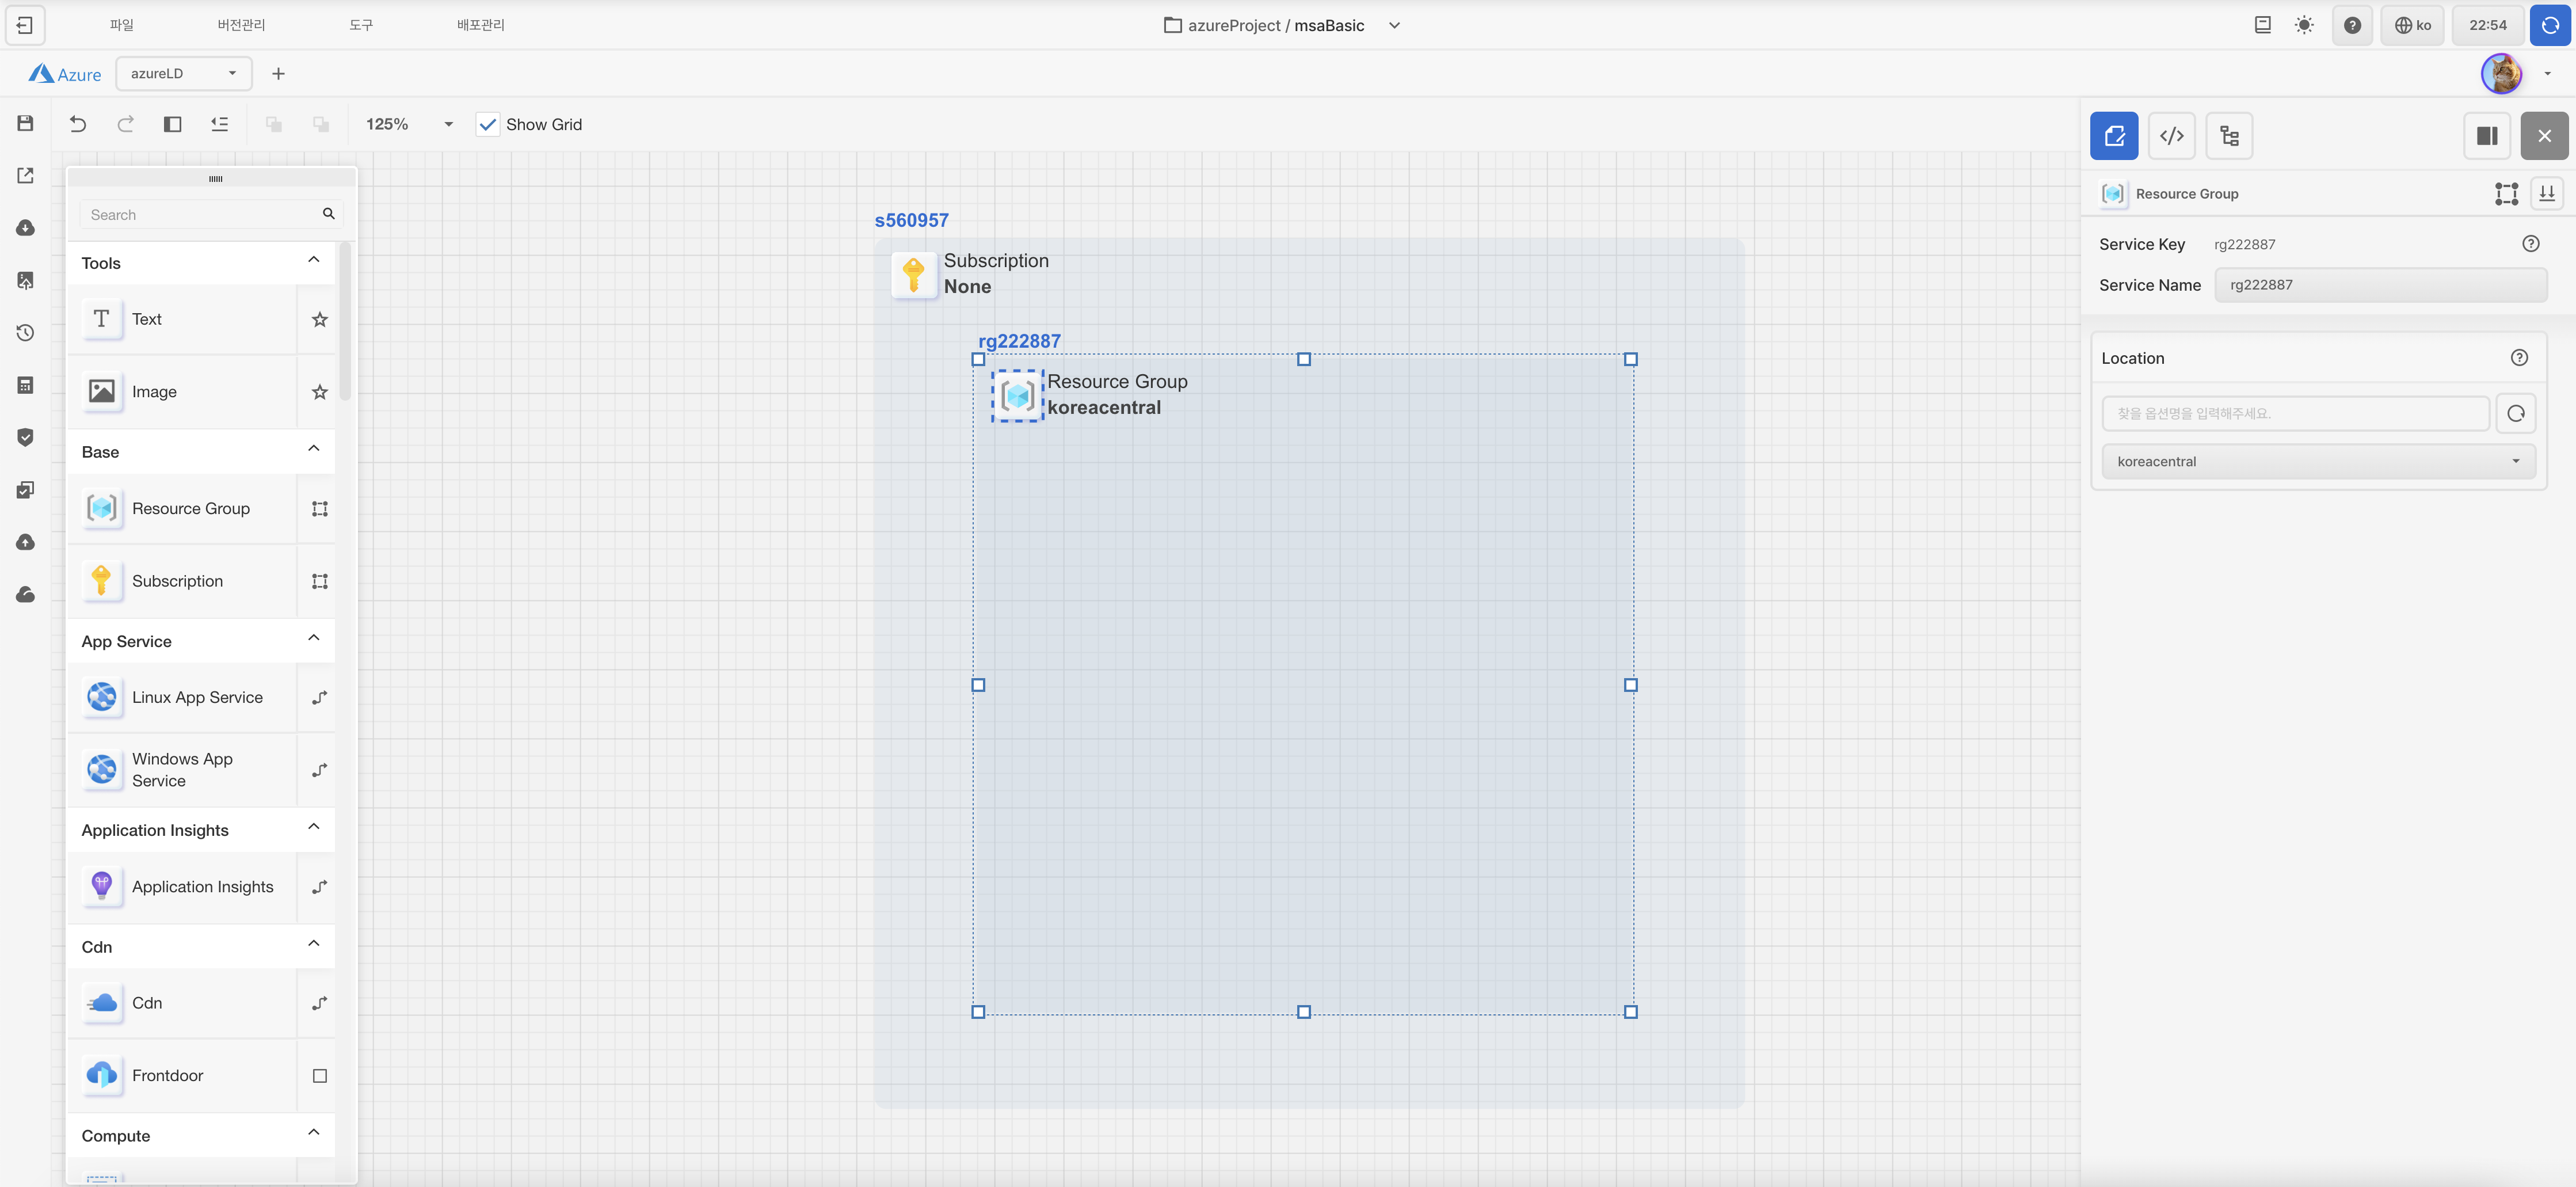 파일
버전관리
도구
배포관리
azureProject / msaBasic
ko
22:54
Azure
azureLD
125%
Show Grid
Search
Tools
Text
Image
Base
Resource Group
Subscription
App Service
Linux App Service
Windows App
Service
Application Insights
Application Insights
Cdn
Cdn
Frontdoor
Compute
s560957
Subscription
None
rg222887
Resource Group
koreacentral
Resource Group
Service Key
rg222887
Service Name
rg222887
Location
찾을 옵션명을 입력해주세요.
koreacentral